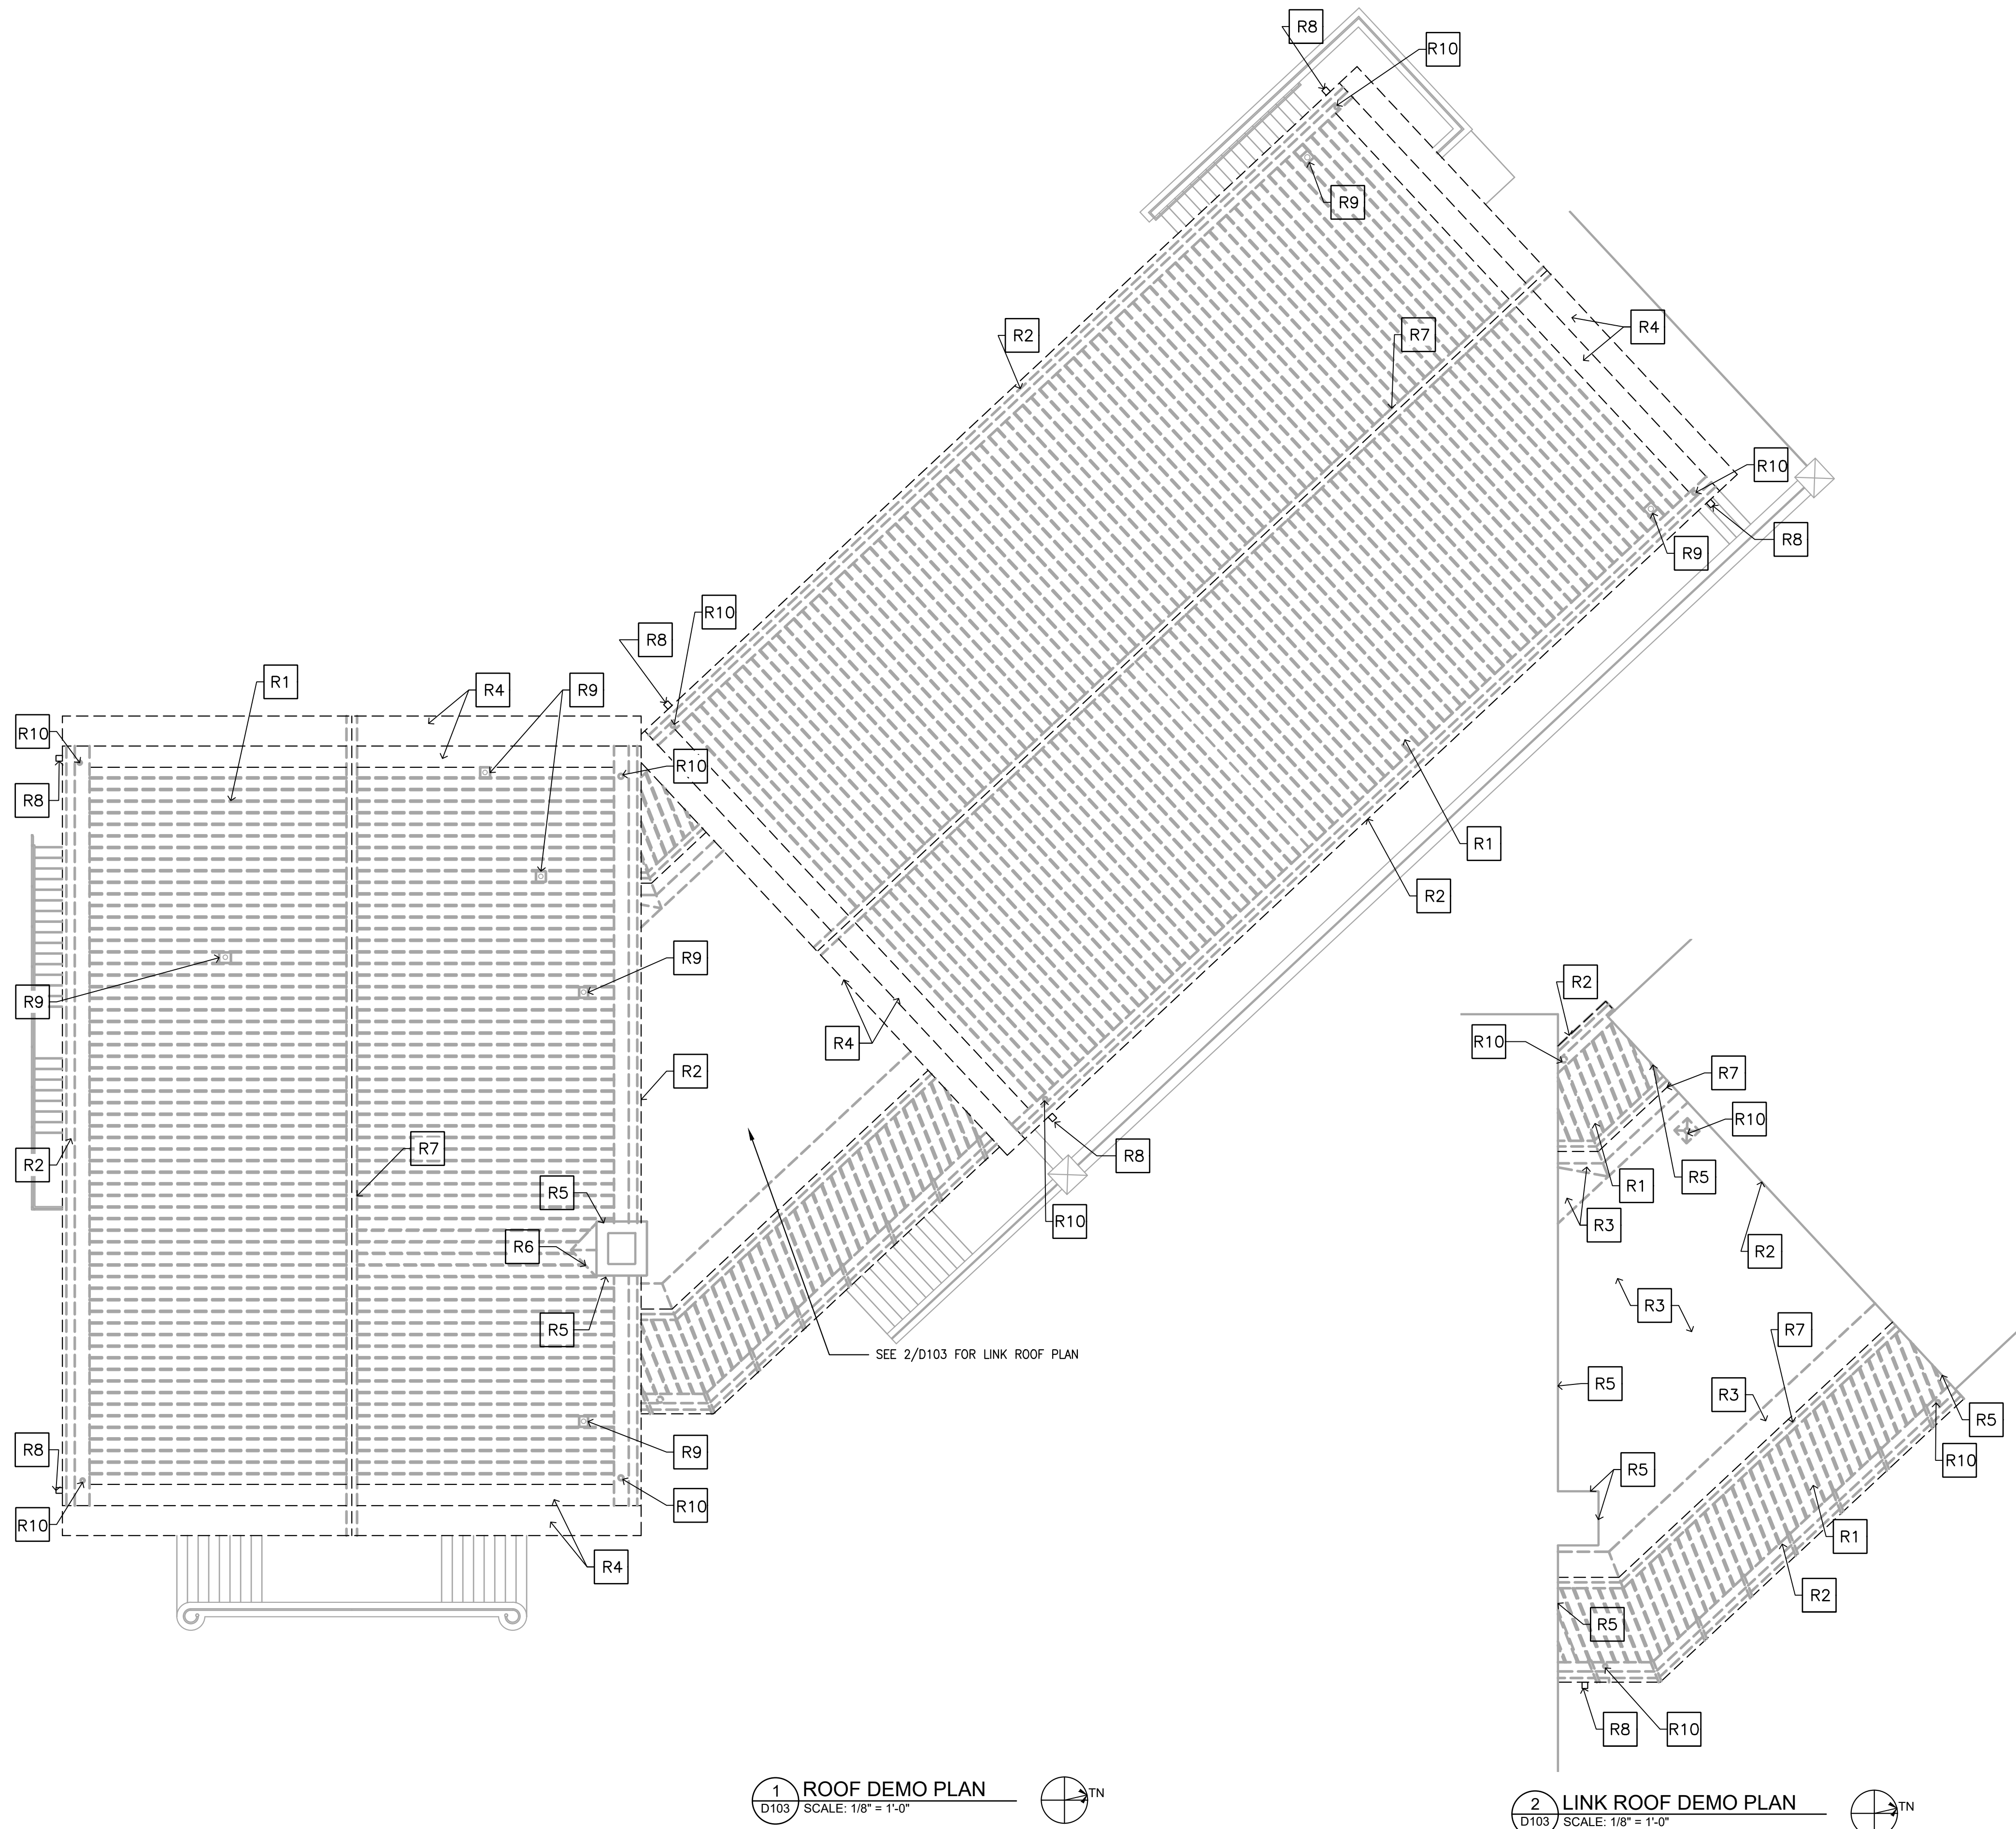 R8
R10
R9
R2
R7
R4
R10
R9
R8
R10
R8
R1
R4
R9
R10
R10
R8
R1
R2
R9
R9
R4
R2
R7
R2
R5
R6
R10
R8
R5
SEE 2/D103 FOR LINK ROOF PLAN
R8
R9
R10
R10
R4
R2
R10
R7
R10
R1
R5
R3
R2
R3
R7
R5
R3
R5
R10
R5
R1
R2
R5
R8
R10
1
D103
ROOF DEMO PLAN
SCALE: 1/8" = 1'-0"
TN
2
D103
LINK ROOF DEMO PLAN
SCALE: 1/8" = 1'-0"
TN